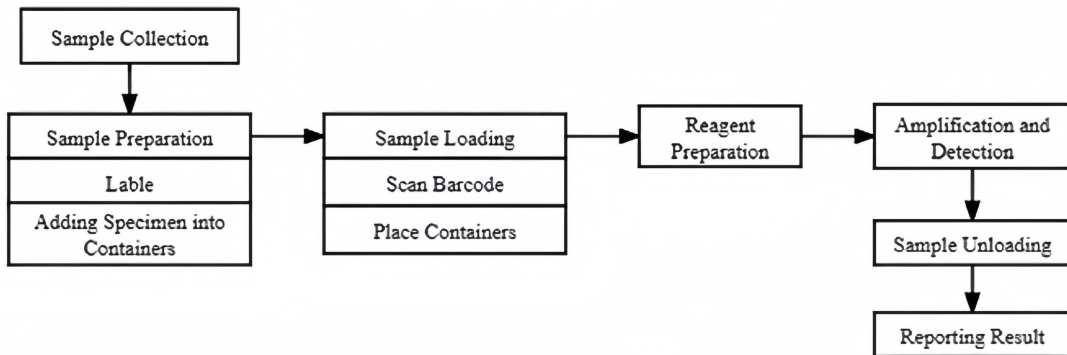 Sample Collection
Sample Preparation
Lable
Adding Specimen into
Containers
Sample Loading
Scan Barcode
Place Containers
Reagent
Preparation
Amplification and
Detection
Sample Unloading
Reporting Result